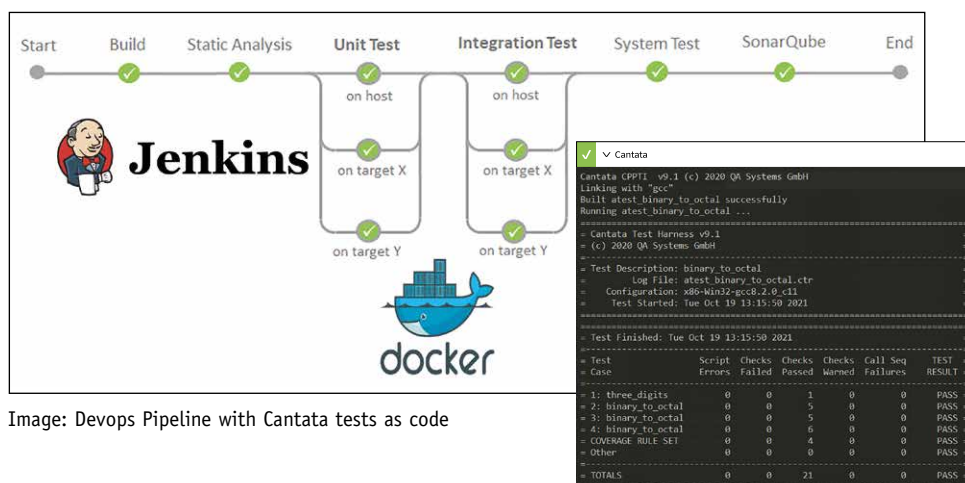 Start Build Static Analysis Unit Test Integration Test System Test SonarQube End
on host on host
Jenkins
on target X on target X
on target Y on target Y
docker
Cantata
Cantata CPPTI v9.1 (c) 2020 QA Systems GmbH
Linking with "gcc"
Built atest_binary_to_octal successfully
Running atest_binary_to_octal ...
= Cantata Test Harness v9.1 =
= (c) 2020 QA Systems GmbH =
= Test Description: binary_to_octal =
= Log File: atest_binary_to_octal.ctr =
= Configuration: x86-Win32-gcc8.2.0_c11 =
= Test Started: Tue Oct 19 13:15:50 2021 =
= Test Finished: Tue Oct 19 13:15:50 2021 =
= Test Script Checks Checks Checks Call Seq TEST =
= Case Errors Failed Passed Warned Failures RESULT =
= 1: three_digits 0 0 1 0 0 PASS =
= 2: binary_to_octal 0 0 5 0 0 PASS =
= 3: binary_to_octal 0 0 5 0 0 PASS =
= 4: binary_to_octal 0 0 6 0 0 PASS =
= COVERAGE RULE SET 0 0 4 0 0 PASS =
= Other 0 0 0 0 0 PASS =
= TOTALS 0 0 21 0 0 PASS =
Image: Devops Pipeline with Cantata tests as code